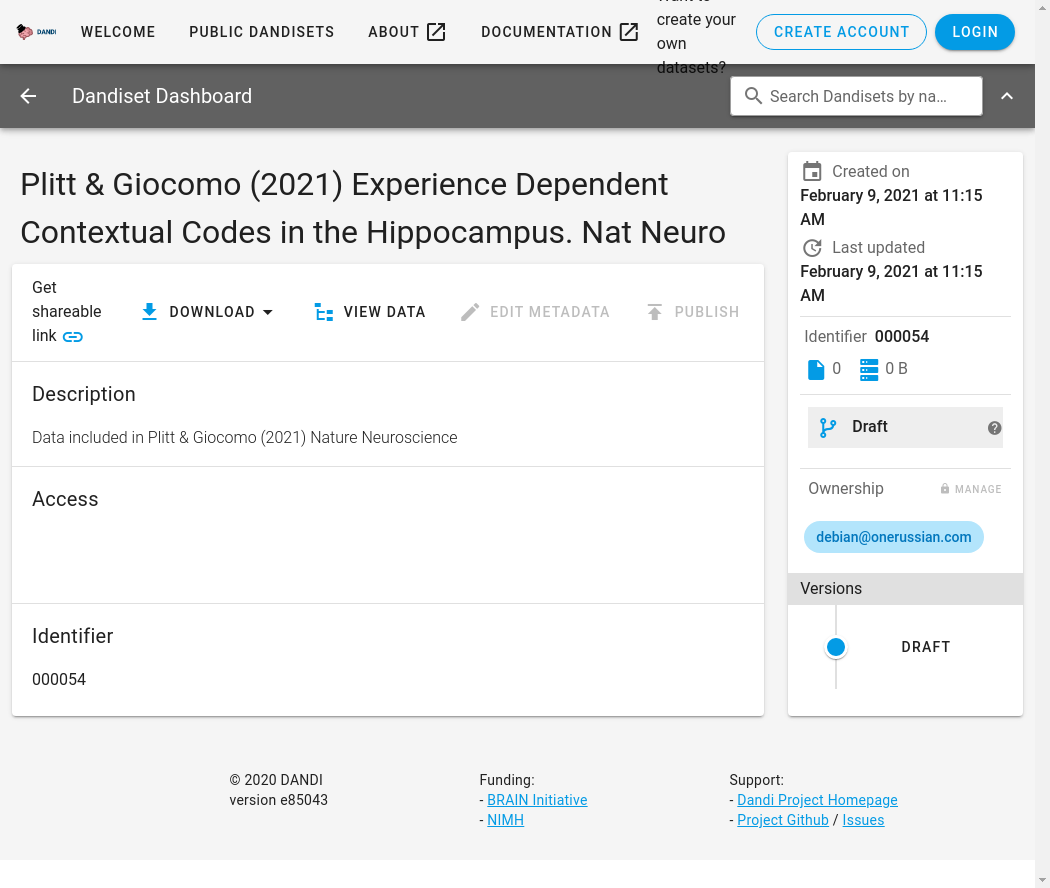 DANDI
WELCOME
PUBLIC DANDISETS
ABOUT
DOCUMENTATION
create your
own
datasets?
CREATE ACCOUNT
LOGIN
Dandiset Dashboard
Search Dandisets by na…
Plitt & Giocomo (2021) Experience Dependent
Contextual Codes in the Hippocampus. Nat Neuro
Get
shareable
link
DOWNLOAD
VIEW DATA
EDIT METADATA
PUBLISH
Description
Data included in Plitt & Giocomo (2021) Nature Neuroscience
Access
Identifier
000054
Created on
February 9, 2021 at 11:15
AM
Last updated
February 9, 2021 at 11:15
AM
Identifier 000054
0
0 B
Draft
Ownership
MANAGE
debian@onerussian.com
Versions
DRAFT
© 2020 DANDI
version e85043
Funding:
- BRAIN Initiative
- NIMH
Support:
- Dandi Project Homepage
- Project Github / Issues